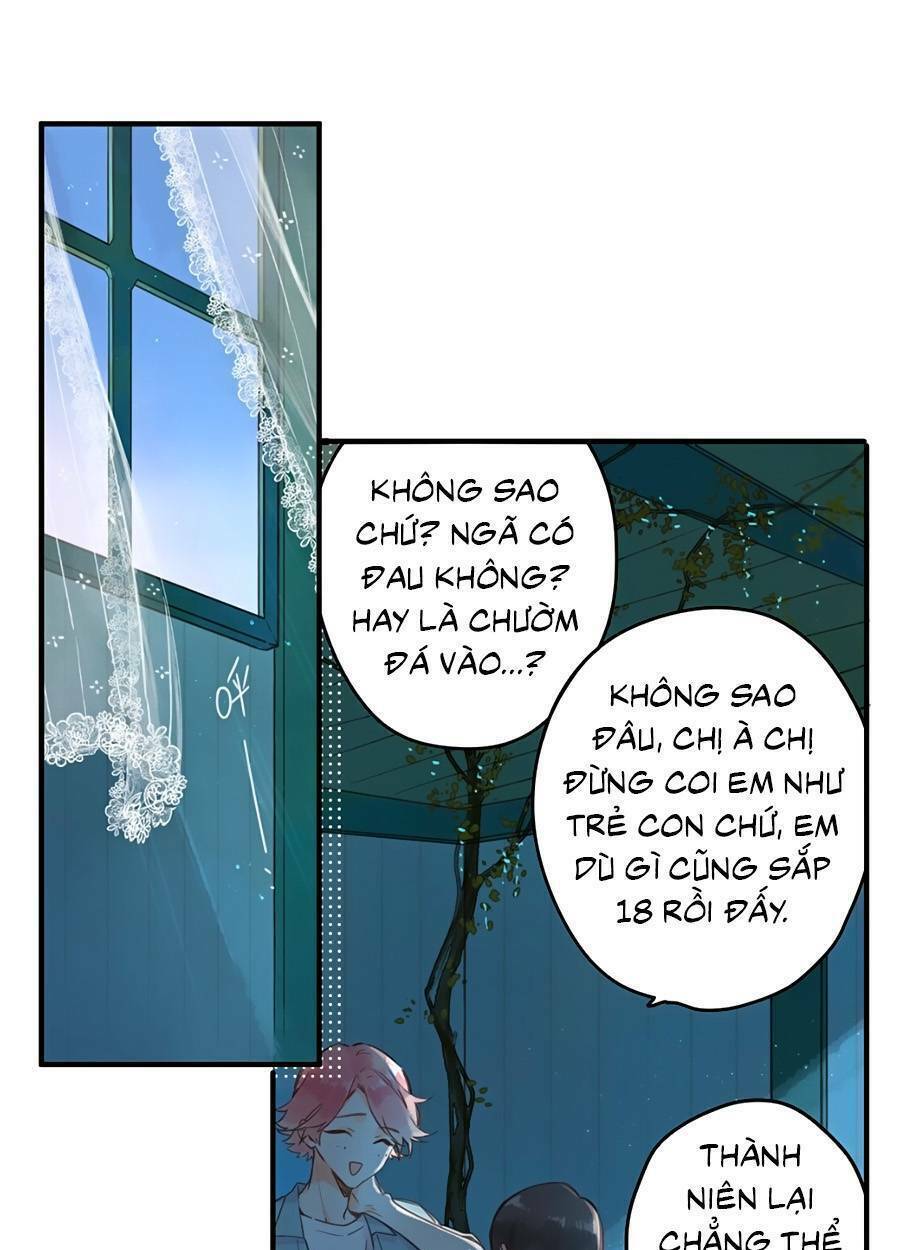 KHÔNG SAO
CHỨ? NGÃ CÓ
ĐAU KHÔNG?
HAY LÀ CHƯỜM
ĐÁ VÀO...?
KHÔNG SAO
ĐÂU, CHỊ À CHỊ
ĐỪNG COI EM NHƯ
TRẺ CON CHỨ, EM
DÙ GÌ CŨNG SẮP
18 RỒI ĐẤY.
THÀNH
NIÊN LẠI
CHẲNG THỂ